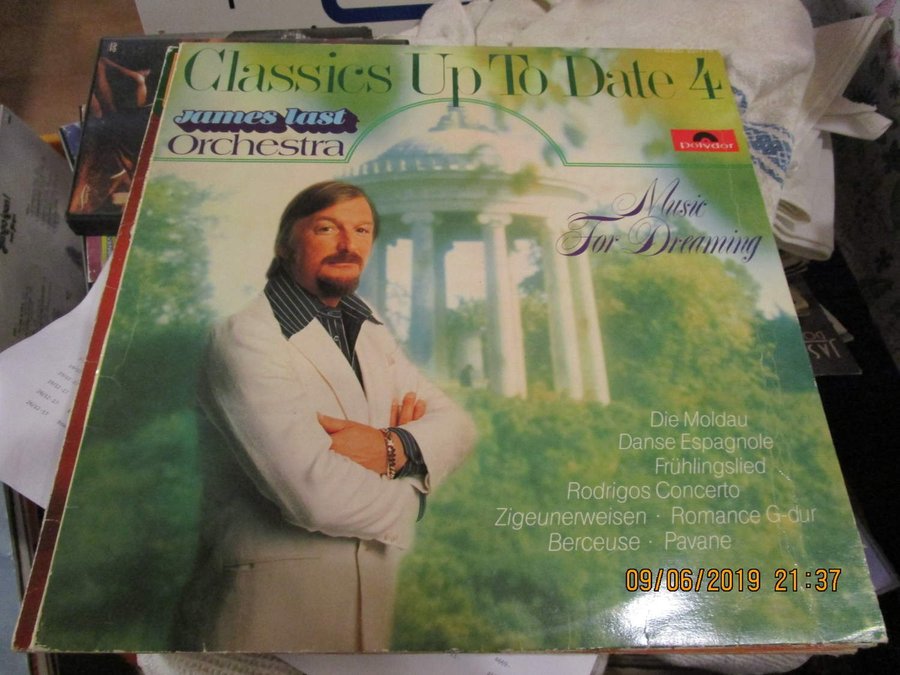 Classics Up To Date 4
James Last
Orchestra
Polydor
Music
For Dreaming
Die Moldau
Danse Espagnole
Frühlingslied
Rodrigos Concerto
Zigeunerweisen · Romance G-dur
Berceuse · Pavane
09/06/2019 21:37